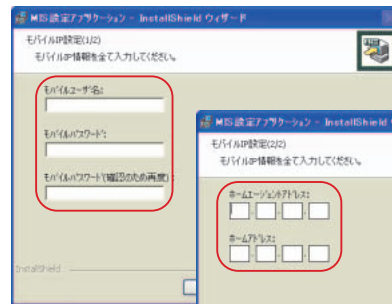 MIS設定アプリケーション - InstallShield ウィザード
モバイルIP設定(1/2)
モバイルIP情報を全て入力してください。
モバイルユーザ名:
モバイルパスワード:
モバイルパスワード(確認のため再度):
InstallShield
MIS設定アプリケーション - InstallShield
モバイルIP設定(2/2)
モバイルIP情報を全て入力してください。
ホームエージェントアドレス:
ホームアドレス: